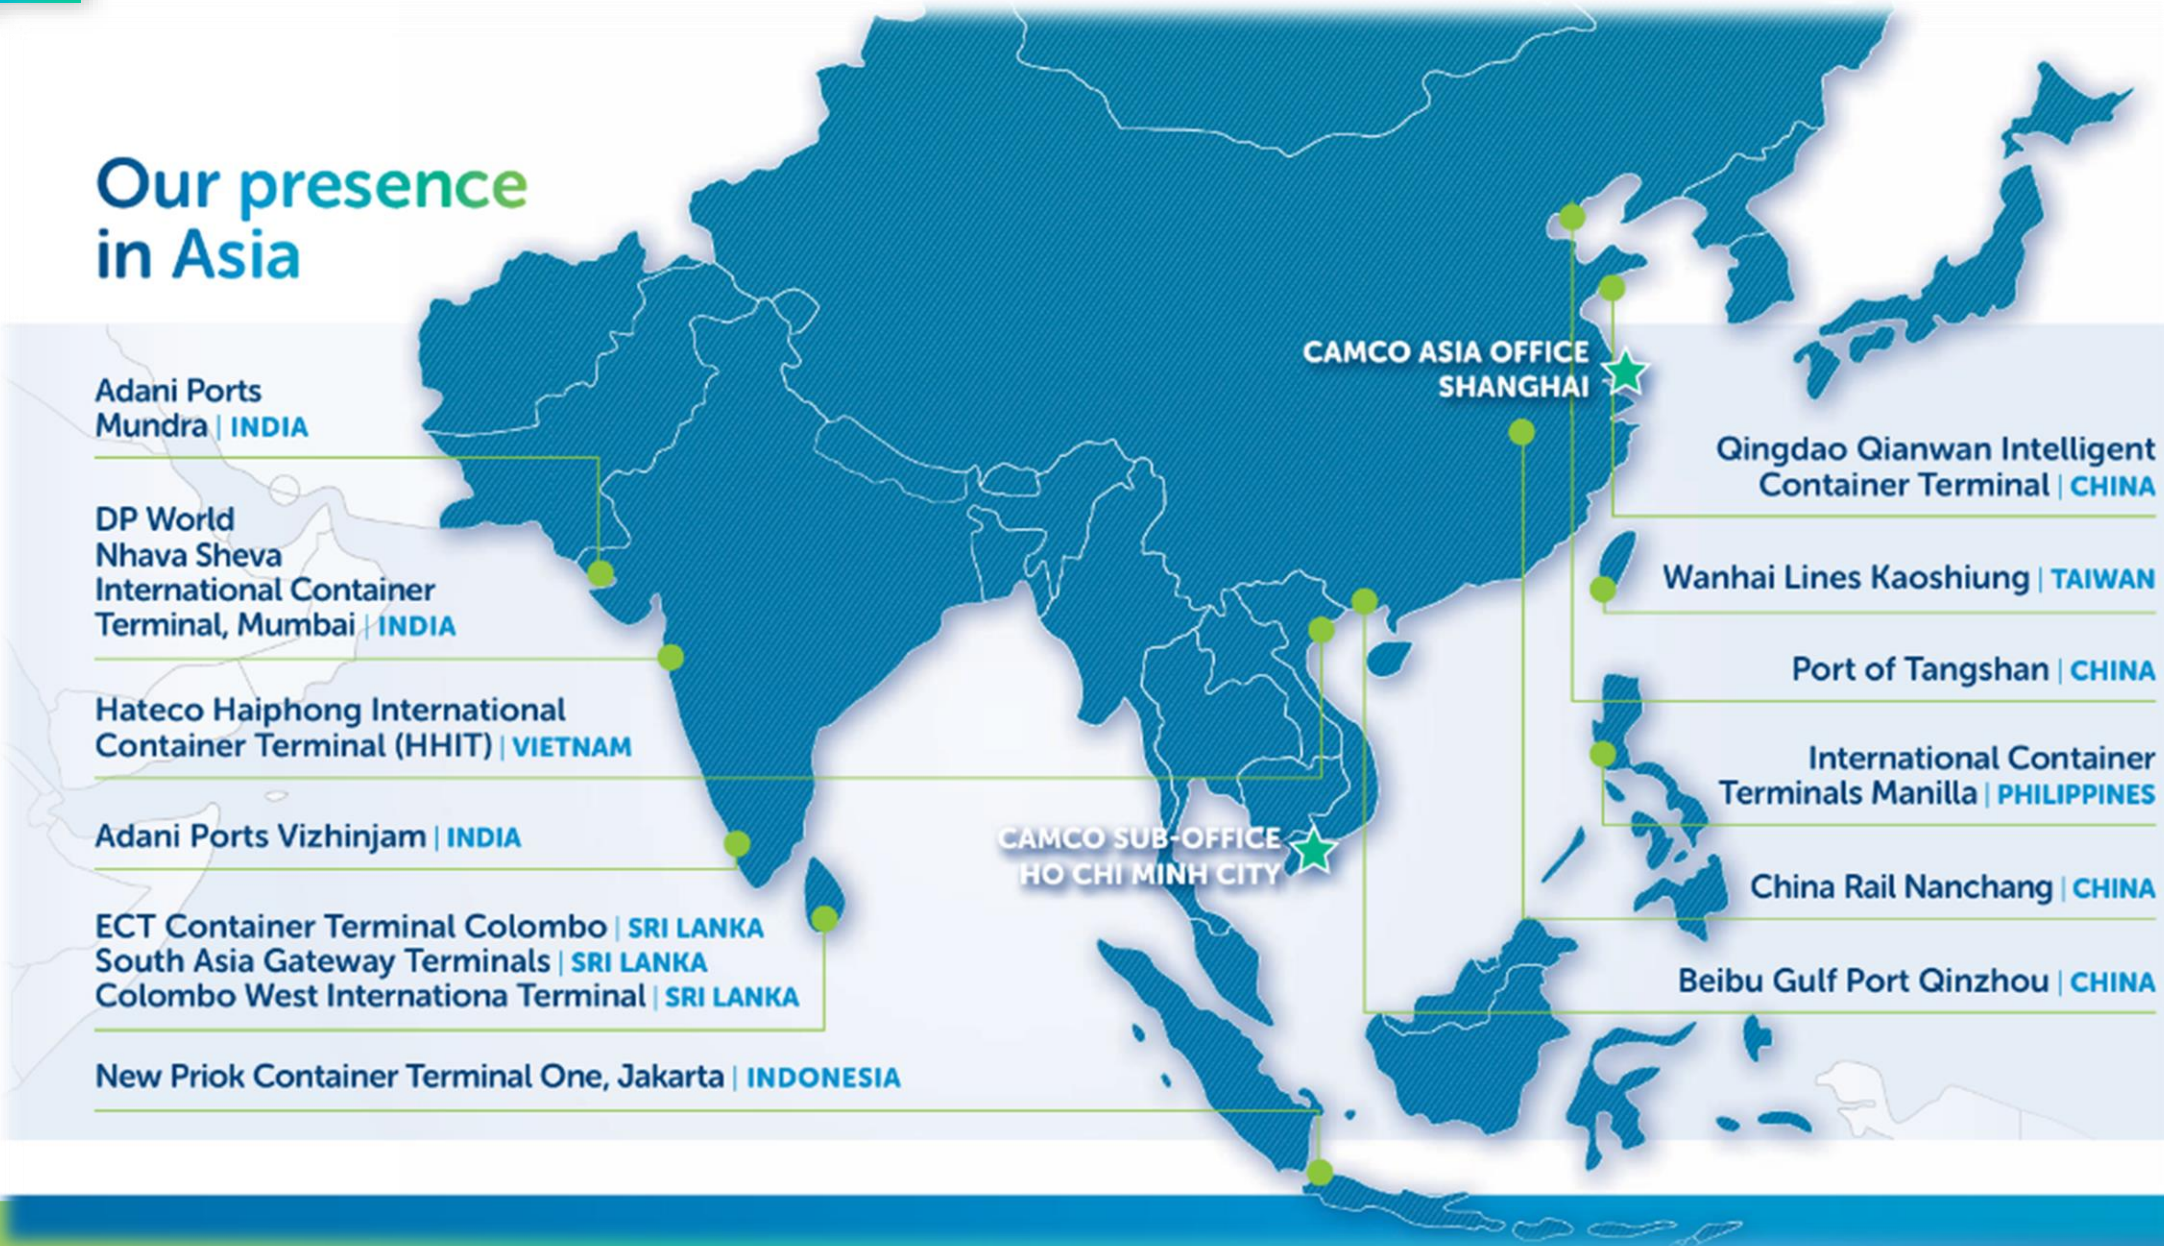 Our presence
in Asia
Adani Ports
Mundra | INDIA
DP World
Nhava Sheva
International Container
Terminal, Mumbai | INDIA
Hateco Haiphong International
Container Terminal (HHIT) | VIETNAM
Adani Ports Vizhinjam | INDIA
ECT Container Terminal Colombo | SRI LANKA
South Asia Gateway Terminals | SRI LANKA
Colombo West Internationa Terminal | SRI LANKA
New Priok Container Terminal One, Jakarta | INDONESIA
CAMCO ASIA OFFICE
SHANGHAI
CAMCO SUB-OFFICE
HO CHI MINH CITY
Qingdao Qianwan Intelligent
Container Terminal | CHINA
Wanhai Lines Kaoshiung | TAIWAN
Port of Tangshan | CHINA
International Container
Terminals Manilla | PHILIPPINES
China Rail Nanchang | CHINA
Beibu Gulf Port Qinzhou | CHINA